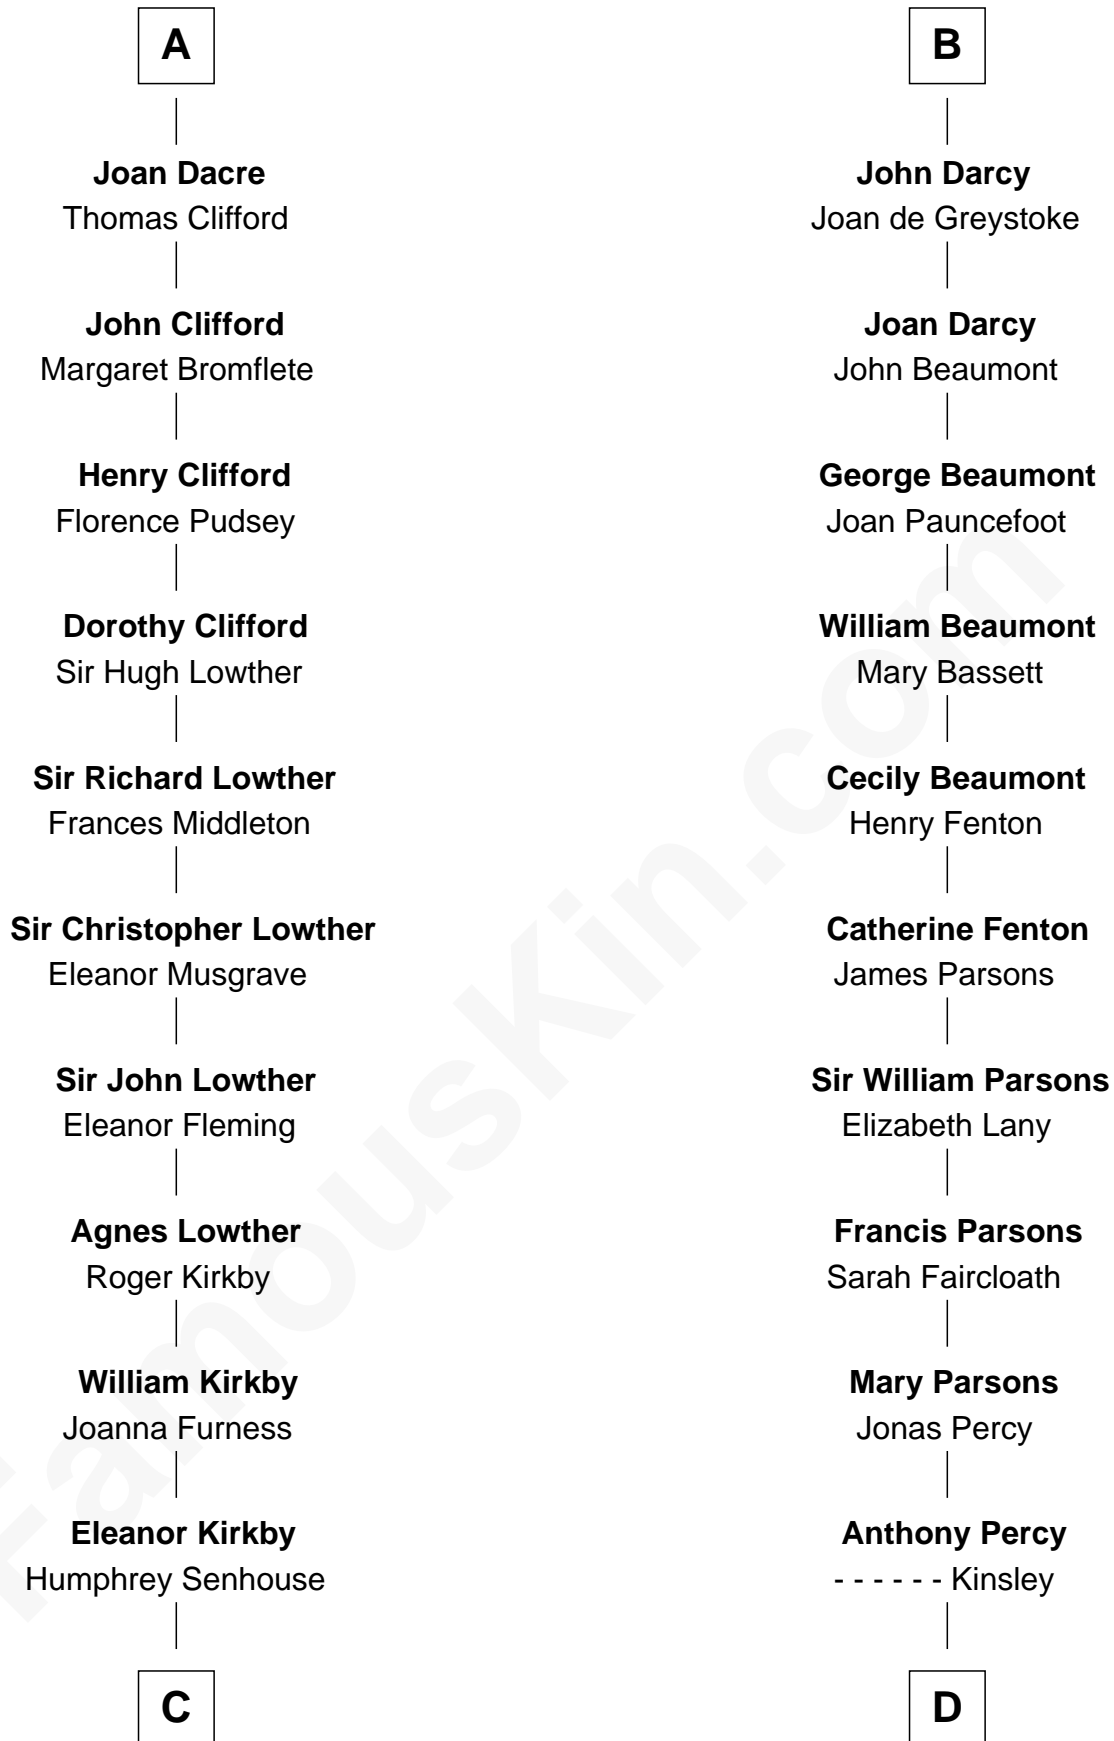 A
Joan Dacre
Thomas Clifford
John Clifford
Margaret Bromflete
Henry Clifford
Florence Pudsey
Dorothy Clifford
Sir Hugh Lowther
Sir Richard Lowther
Frances Middleton
Sir Christopher Lowther
Eleanor Musgrave
Sir John Lowther
Eleanor Fleming
Agnes Lowther
Roger Kirkby
William Kirkby
Joanna Furness
Eleanor Kirkby
Humphrey Senhouse
C
B
John Darcy
Joan de Greystoke
Joan Darcy
John Beaumont
George Beaumont
Joan Pauncefoot
William Beaumont
Mary Bassett
Cecily Beaumont
Henry Fenton
Catherine Fenton
James Parsons
Sir William Parsons
Elizabeth Lany
Francis Parsons
Sarah Faircloath
Mary Parsons
Jonas Percy
Anthony Percy
- - - - - - Kinsley
D
FamousKin.com